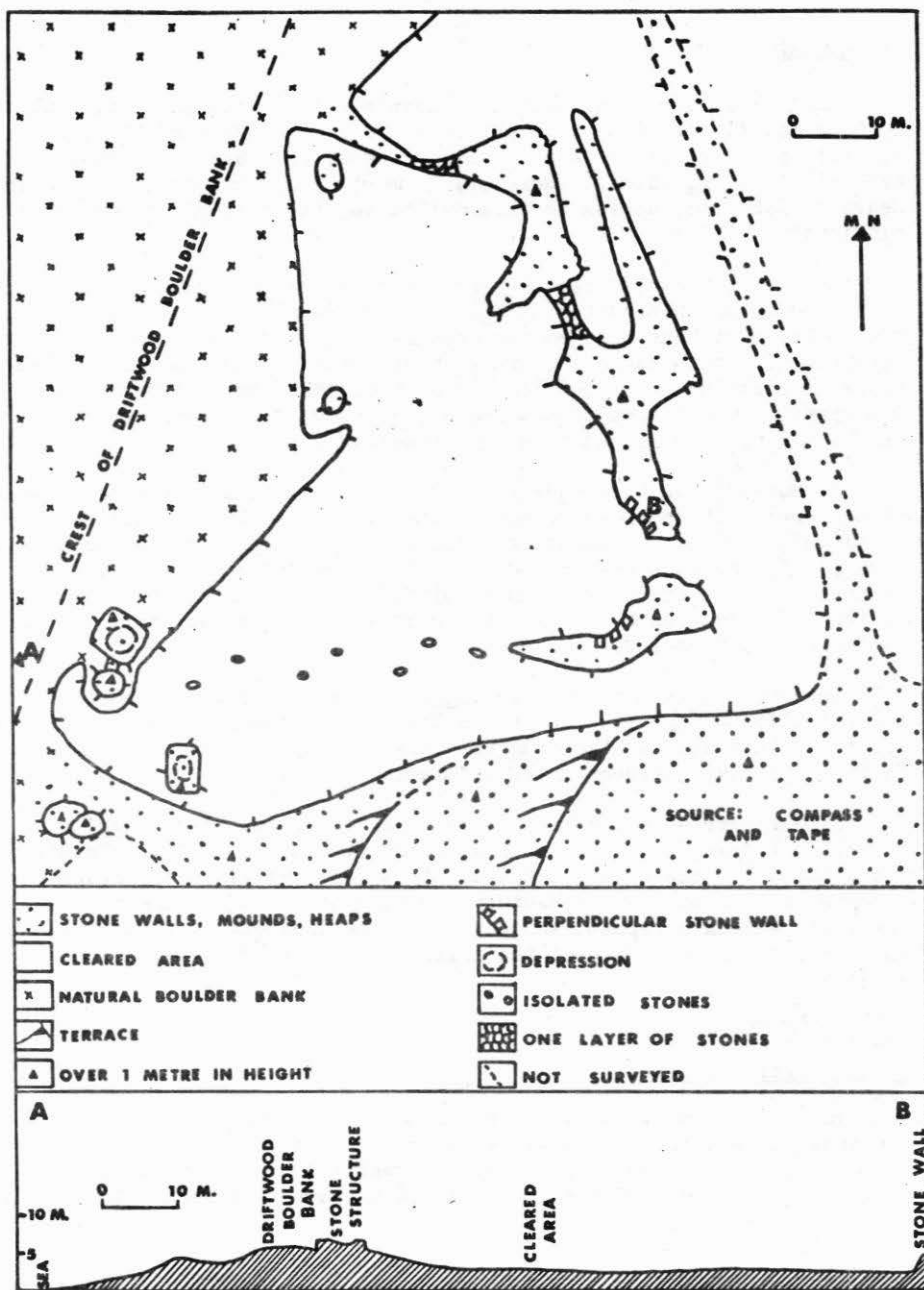 0 10 M.
M N
CREST OF DRIFTWOOD BOULDER BANK
B
A
SOURCE: COMPASS
AND TAPE
STONE WALLS, MOUNDS, HEAPS
CLEARED AREA
NATURAL BOULDER BANK
TERRACE
OVER 1 METRE IN HEIGHT
PERPENDICULAR STONE WALL
DEPRESSION
ISOLATED STONES
ONE LAYER OF STONES
NOT SURVEYED
A
B
0 10 M.
10 M.
5
SEA
DRIFTWOOD
BOULDER
BANK
STONE
STRUCTURE
CLEARED
AREA
STONE WALL